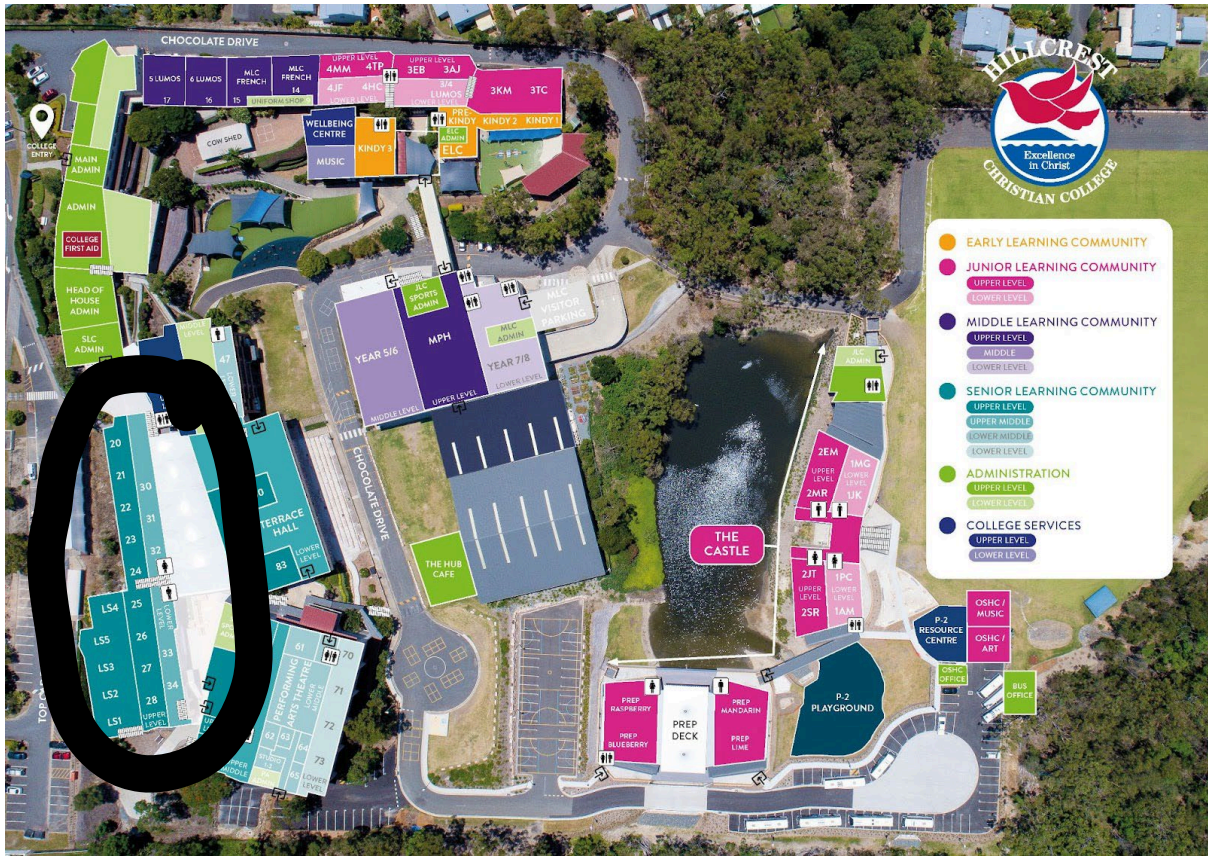 CHOCOLATE DRIVE
COLLEGE
ENTRY
5 LUMOS
17
6 LUMOS
16
MLC
FRENCH
15
MLC
FRENCH
14
UNIFORM SHOP
UPPER LEVEL
4MM
4TP
4JF
4HC
LOWER LEVEL
UPPER LEVEL
3EB
3AJ
3/4
LUMOS
LOWER LEVEL
3KM
3TC
WELLBEING
CENTRE
MUSIC
KINDY 3
PRE-
KINDY
KINDY 2
KINDY 1
ELC
ADMIN
ELC
COW SHED
MAIN
ADMIN
ADMIN
COLLEGE
FIRST AID
HEAD OF
HOUSE
ADMIN
SLC
ADMIN
MIDDLE
LEVEL
47
YEAR 5/6
MIDDLE LEVEL
JLC
SPORTS
ADMIN
MPH
UPPER LEVEL
MLC
ADMIN
YEAR 7/8
LOWER LEVEL
MLC
VISITOR
PARKING
CHOCOLATE DRIVE
THE HUB
CAFE
20
21
22
23
24
30
31
32
LS4
LS5
LS3
LS2
LS1
25
26
27
28
UPPER
LEVEL
LOWER
LEVEL
33
34
TERRACE
HALL
83
LOWER
LEVEL
PERFORMING
ARTS THEATRE
LOWER
MIDDLE
61
62
63
64
65
70
71
72
73
LOWER
LEVEL
UPPER
MIDDLE
THE
CASTLE
JLC
ADMIN
2EM
UPPER
LEVEL
2MR
1MG
LOWER
LEVEL
1JK
2JT
UPPER
LEVEL
2SR
1PC
LOWER
LEVEL
1AM
P-2
RESOURCE
CENTRE
OSHC /
MUSIC
OSHC /
ART
OSHC
OFFICE
BUS
OFFICE
P-2
PLAYGROUND
PREP
RASPBERRY
PREP
BLUEBERRY
PREP
DECK
PREP
MANDARIN
PREP
LIME
HILLCREST
Excellence
in Christ
CHRISTIAN COLLEGE
EARLY LEARNING COMMUNITY
JUNIOR LEARNING COMMUNITY
UPPER LEVEL
LOWER LEVEL
MIDDLE LEARNING COMMUNITY
UPPER LEVEL
MIDDLE
LOWER LEVEL
SENIOR LEARNING COMMUNITY
UPPER LEVEL
UPPER MIDDLE
LOWER MIDDLE
LOWER LEVEL
ADMINISTRATION
UPPER LEVEL
LOWER LEVEL
COLLEGE SERVICES
UPPER LEVEL
LOWER LEVEL